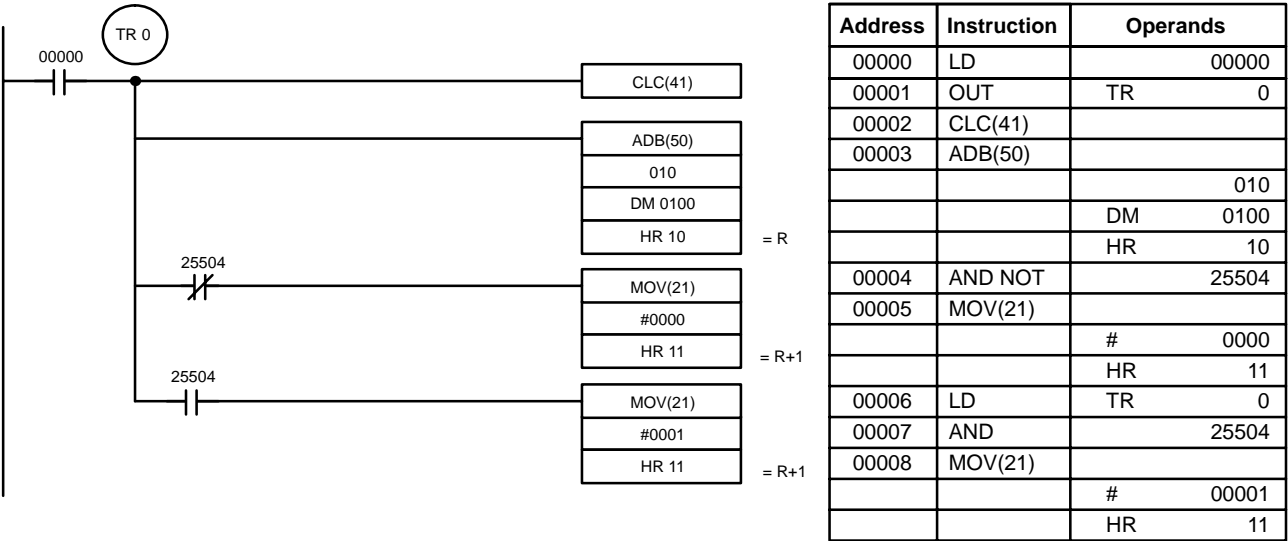 TR 0
00000
CLC(41)
ADB(50)
010
DM 0100
HR 10 = R
25504
MOV(21)
#0000
HR 11 = R+1
25504
MOV(21)
#0001
HR 11 = R+1
Address Instruction Operands
00000 LD 00000
00001 OUT TR 0
00002 CLC(41)
00003 ADB(50)
010
DM 0100
HR 10
00004 AND NOT 25504
00005 MOV(21)
# 0000
HR 11
00006 LD TR 0
00007 AND 25504
00008 MOV(21)
# 00001
HR 11